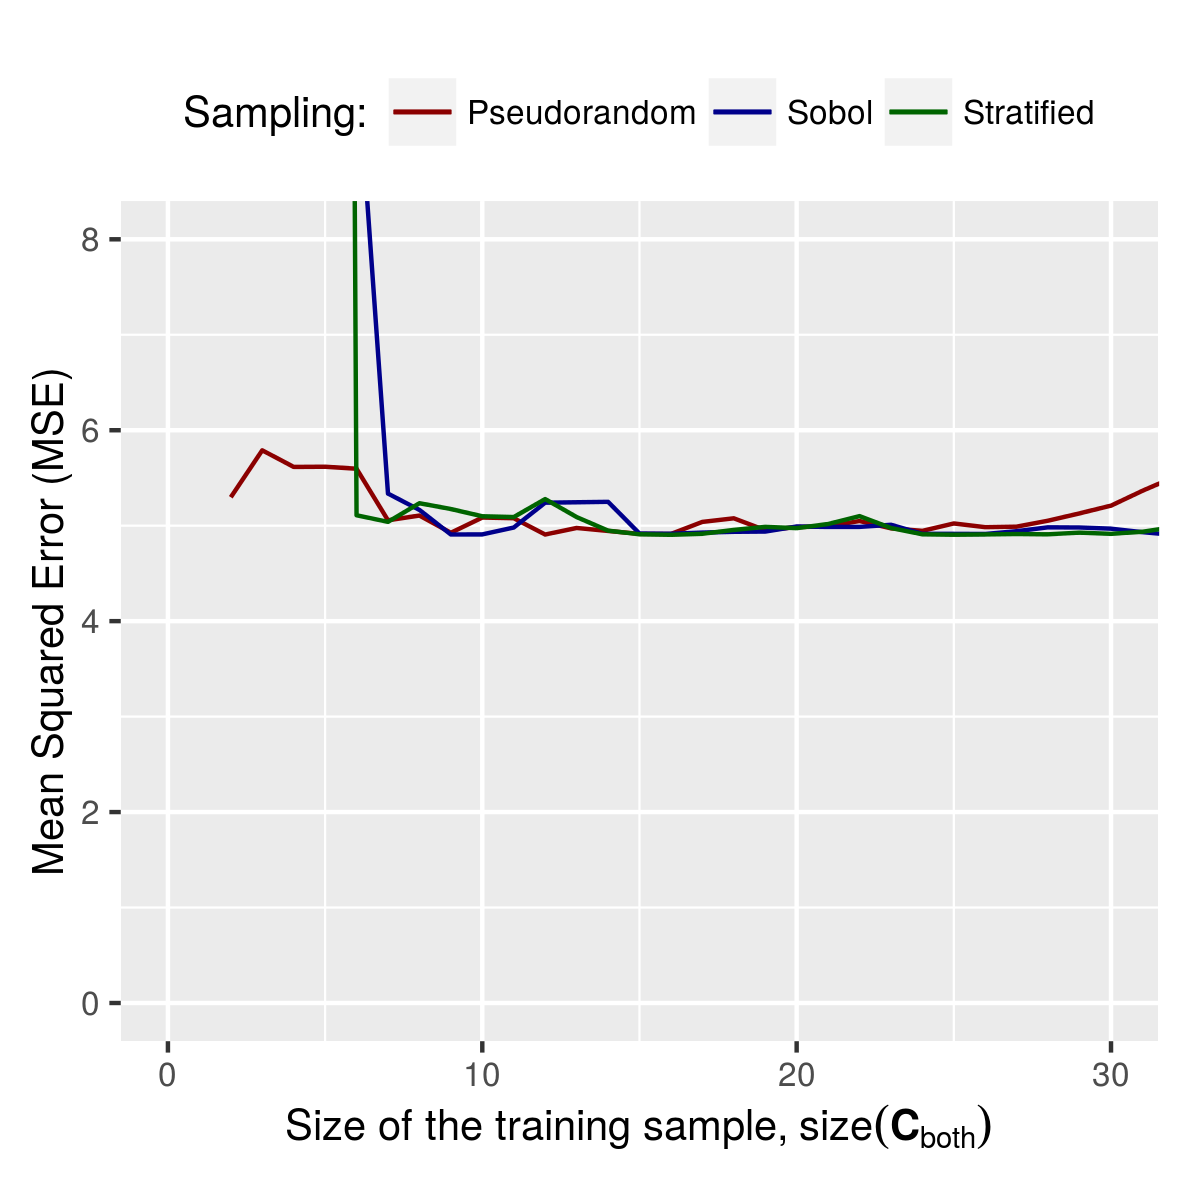 Sampling: Pseudorandom Sobol Stratified
8
6
4
2
0
Mean Squared Error (MSE)
0 10 20 30
Size of the training sample, size(C_both)